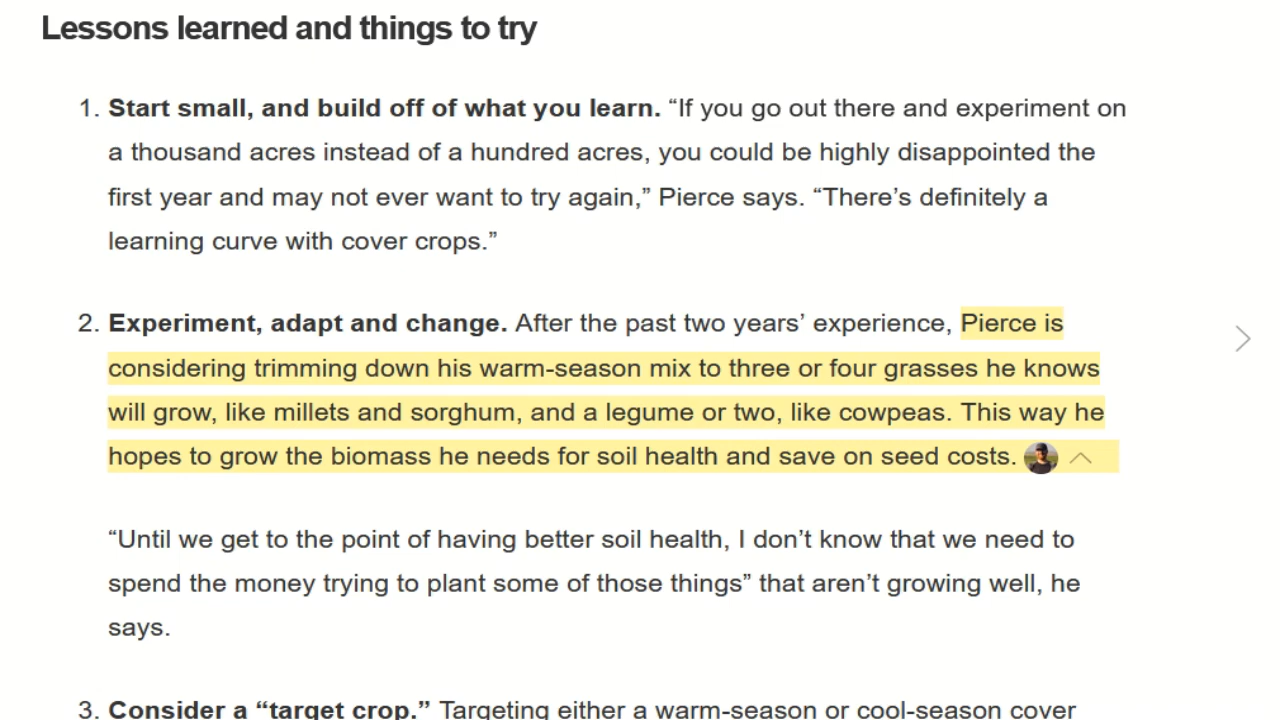 Lessons learned and things to try
1. Start small, and build off of what you learn. “If you go out there and experiment on
a thousand acres instead of a hundred acres, you could be highly disappointed the
first year and may not ever want to try again,” Pierce says. “There’s definitely a
learning curve with cover crops.”
2. Experiment, adapt and change. After the past two years’ experience, Pierce is
considering trimming down his warm-season mix to three or four grasses he knows
will grow, like millets and sorghum, and a legume or two, like cowpeas. This way he
hopes to grow the biomass he needs for soil health and save on seed costs.
“Until we get to the point of having better soil health, I don’t know that we need to
spend the money trying to plant some of those things” that aren’t growing well, he
says.
3. Consider a “target crop.” Targeting either a warm-season or cool-season cover